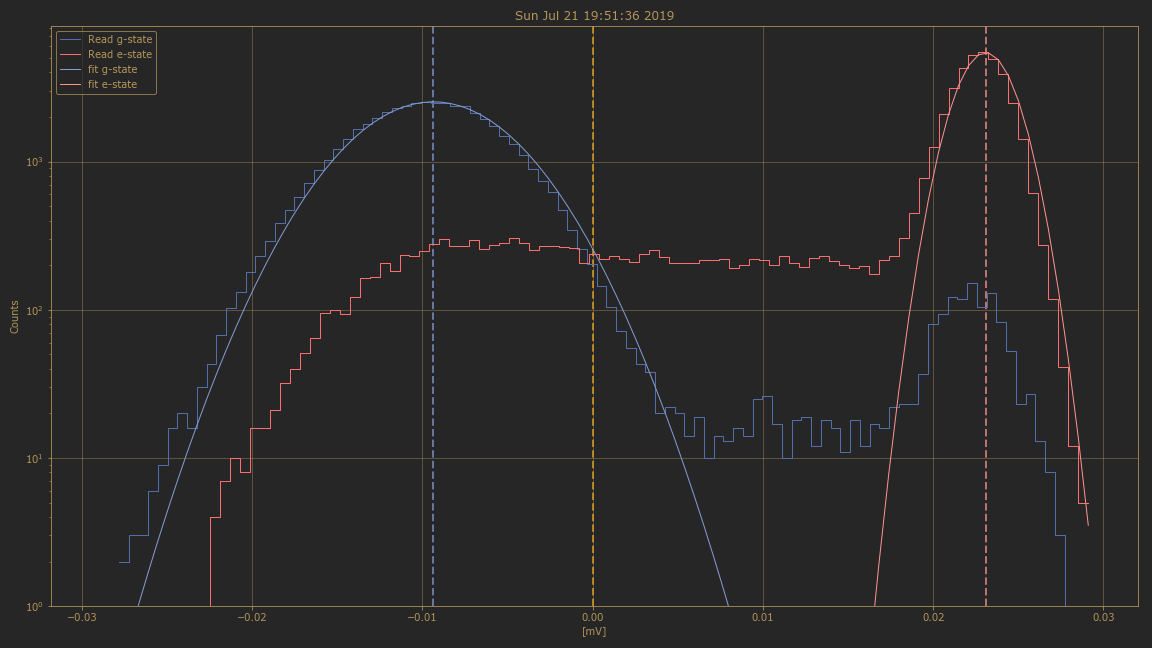 Sun Jul 21 19:51:36 2019
Read g-state
Read e-state
fit g-state
fit e-state
Counts
10³
10²
10¹
10⁰
−0.03 −0.02 −0.01 0.00 0.01 0.02 0.03
[mV]